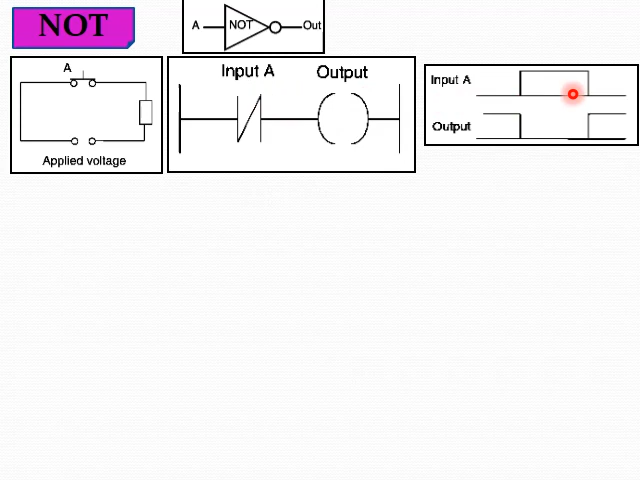 NOT
A NOT Out
A
Applied voltage
Input A Output
Input A
Output